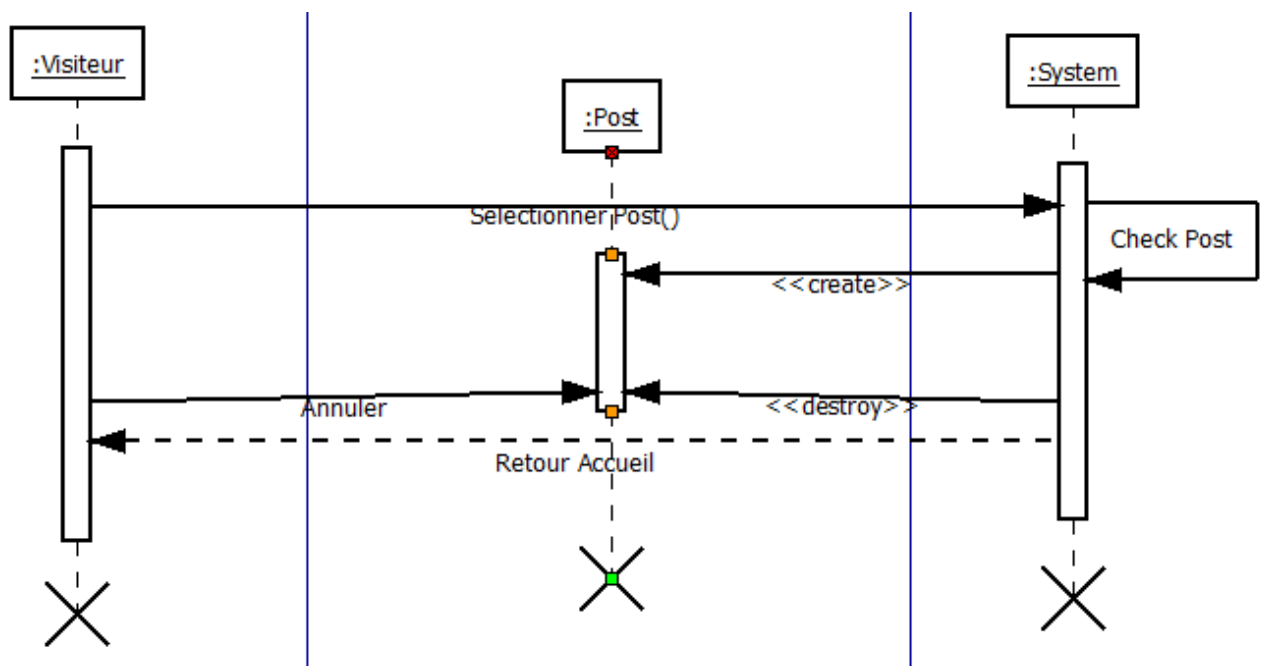 :Visiteur
:Post
:System
Selectionner Post()
Check Post
<<create>>
Annuler
<<destroy>>
Retour Accueil